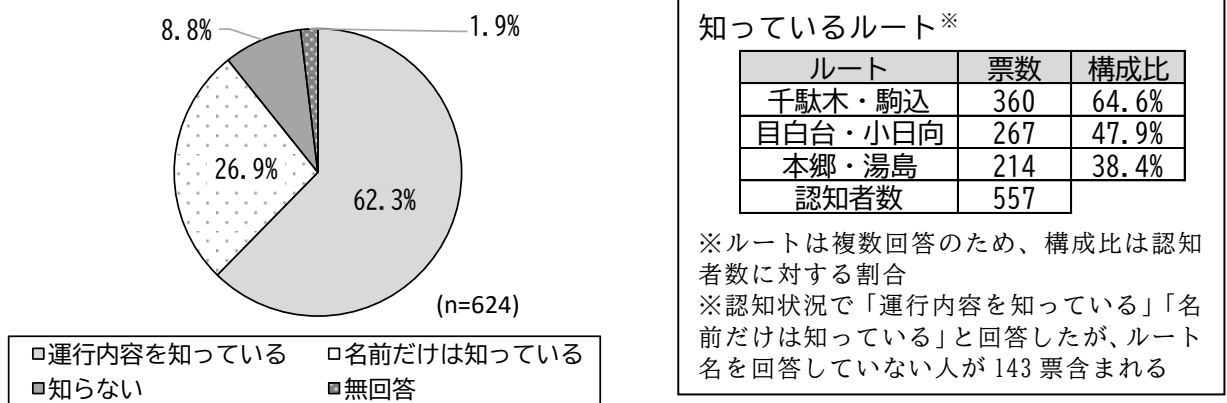 8.8%
1.9%
26.9%
62.3%
(n=624)
□運行内容を知っている □名前だけは知っている
■知らない ■無回答
知っているルート※
ルート 票数 構成比
千駄木・駒込 360 64.6%
目白台・小日向 267 47.9%
本郷・湯島 214 38.4%
認知者数 557
※ルートは複数回答のため、構成比は認知
者数に対する割合
※認知状況で「運行内容を知っている」「名
前だけは知っている」と回答したが、ルート
名を回答していない人が 143 票含まれる